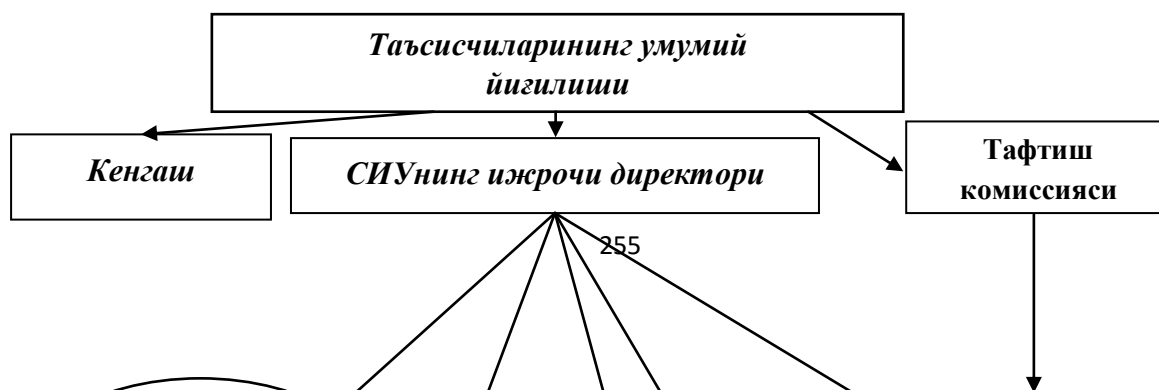 Таъсисчиларининг умумий
йиғилиши
Кенгаш
СИУнинг ижрочи директори
Тафтиш
комиссияси
255